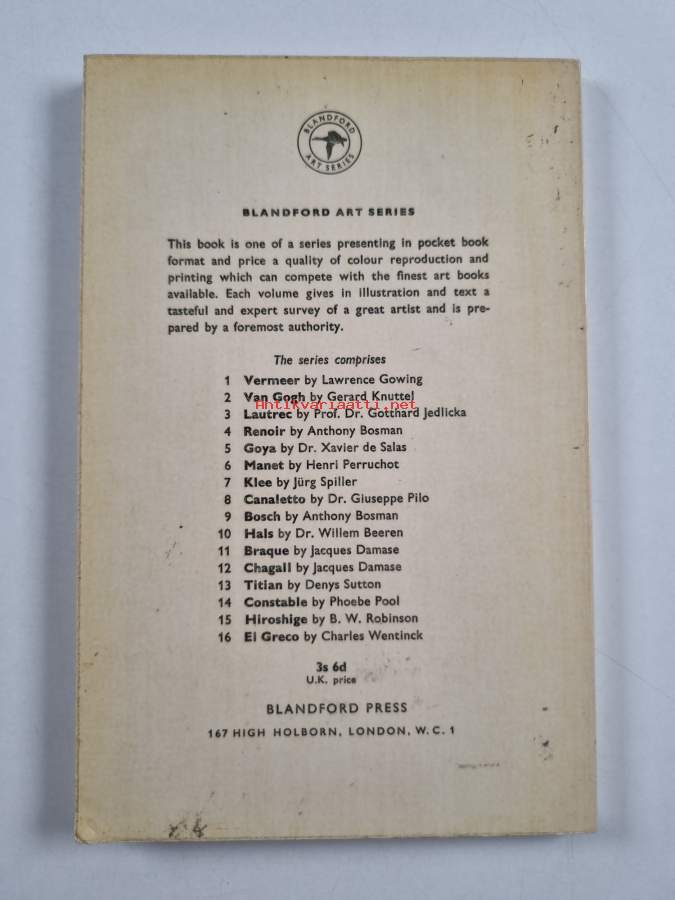 BLANDFORD
ART SERIES
BLANDFORD ART SERIES
This book is one of a series presenting in pocket book
format and price a quality of colour reproduction and
printing which can compete with the finest art books
available. Each volume gives in illustration and text a
tasteful and expert survey of a great artist and is pre-
pared by a foremost authority.
The series comprises
1 Vermeer by Lawrence Gowing
2 Van Gogh by Gerard Knuttel
Antikvariaatti.net
3 Lautrec by Prof. Dr. Gotthard Jedlicka
4 Renoir by Anthony Bosman
5 Goya by Dr. Xavier de Salas
6 Manet by Henri Perruchot
7 Klee by Jürg Spiller
8 Canaletto by Dr. Giuseppe Pilo
9 Bosch by Anthony Bosman
10 Hals by Dr. Willem Beeren
11 Braque by Jacques Damase
12 Chagall by Jacques Damase
13 Titian by Denys Sutton
14 Constable by Phoebe Pool
15 Hiroshige by B. W. Robinson
16 El Greco by Charles Wentinck
3s 6d
U.K. price
BLANDFORD PRESS
167 HIGH HOLBORN, LONDON, W.C. 1